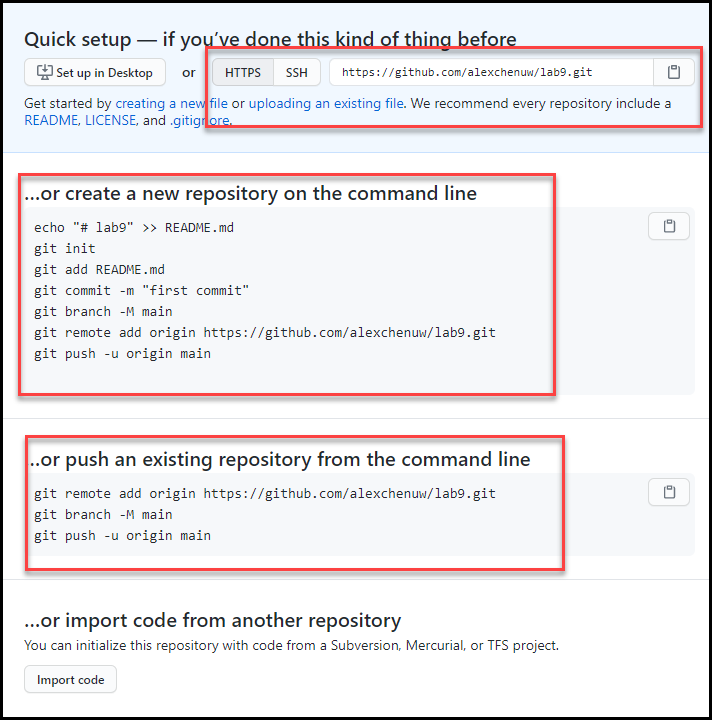 Quick setup — if you've done this kind of thing before
Set up in Desktop or HTTPS SSH https://github.com/alexchenuw/lab9.git
Get started by creating a new file or uploading an existing file. We recommend every repository include a
README, LICENSE, and .gitignore.
...or create a new repository on the command line
echo "# lab9" >> README.md
git init
git add README.md
git commit -m "first commit"
git branch -M main
git remote add origin https://github.com/alexchenuw/lab9.git
git push -u origin main
...or push an existing repository from the command line
git remote add origin https://github.com/alexchenuw/lab9.git
git branch -M main
git push -u origin main
...or import code from another repository
You can initialize this repository with code from a Subversion, Mercurial, or TFS project.
Import code